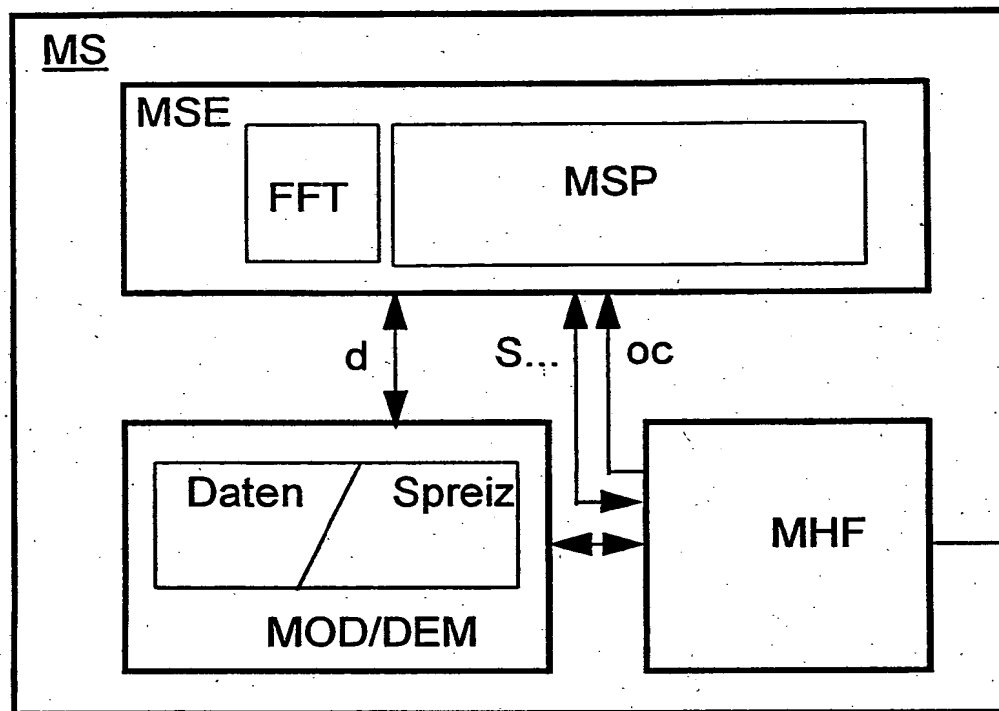 MS
MSE
FFT
MSP
d
S...
oc
Daten
Spreiz
MHF
MOD/DEM